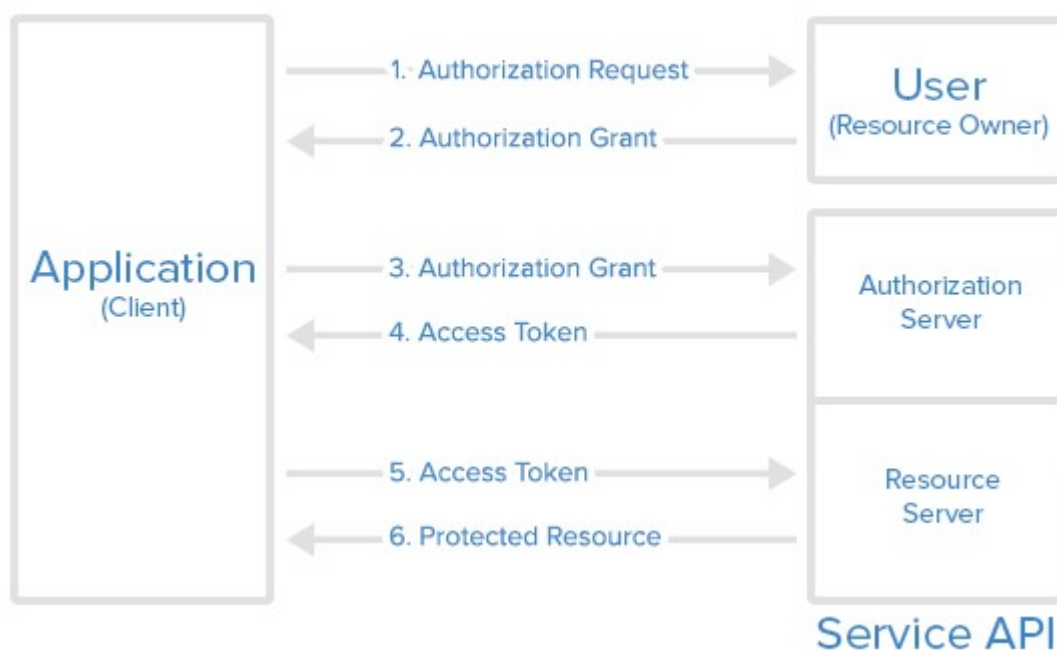 1. Authorization Request
User
(Resource Owner)
2. Authorization Grant
Application
(Client)
3. Authorization Grant
Authorization
Server
4. Access Token
5. Access Token
Resource
Server
6. Protected Resource
Service API